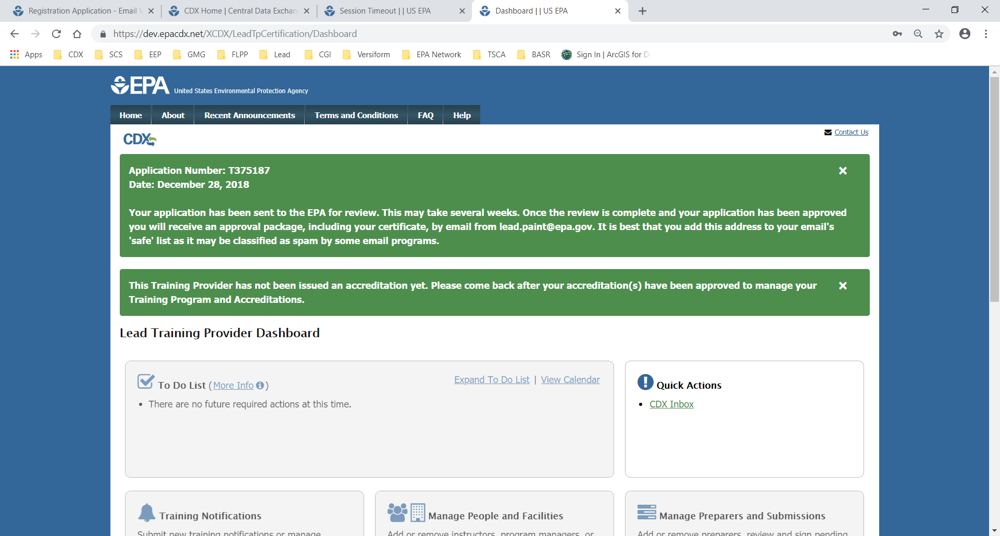 Registration Application - Email
CDX Home | Central Data Exchan
Session Timeout | | US EPA
Dashboard | | US EPA
https://dev.epacdx.net/XCDX/LeadTpCertification/Dashboard
Apps CDX SCS EEP GMG FLPP Lead CGI Versiform EPA Network TSCA BASR Sign In | ArcGIS for D
EPA United States Environmental Protection Agency
Home About Recent Announcements Terms and Conditions FAQ Help
CDX
Contact Us
Application Number: T375187
Date: December 28, 2018
Your application has been sent to the EPA for review. This may take several weeks. Once the review is complete and your application has been approved
you will receive an approval package, including your certificate, by email from lead.paint@epa.gov. It is best that you add this address to your email's
'safe' list as it may be classified as spam by some email programs.
This Training Provider has not been issued an accreditation yet. Please come back after your accreditation(s) have been approved to manage your
Training Program and Accreditations.
Lead Training Provider Dashboard
To Do List (More Info)
Expand To Do List | View Calendar
• There are no future required actions at this time.
Quick Actions
• CDX Inbox
Training Notifications
Submit new training notifications or manage
Manage People and Facilities
Add or remove instructors, program managers, or
Manage Preparers and Submissions
Add or remove preparers, review and sign pending